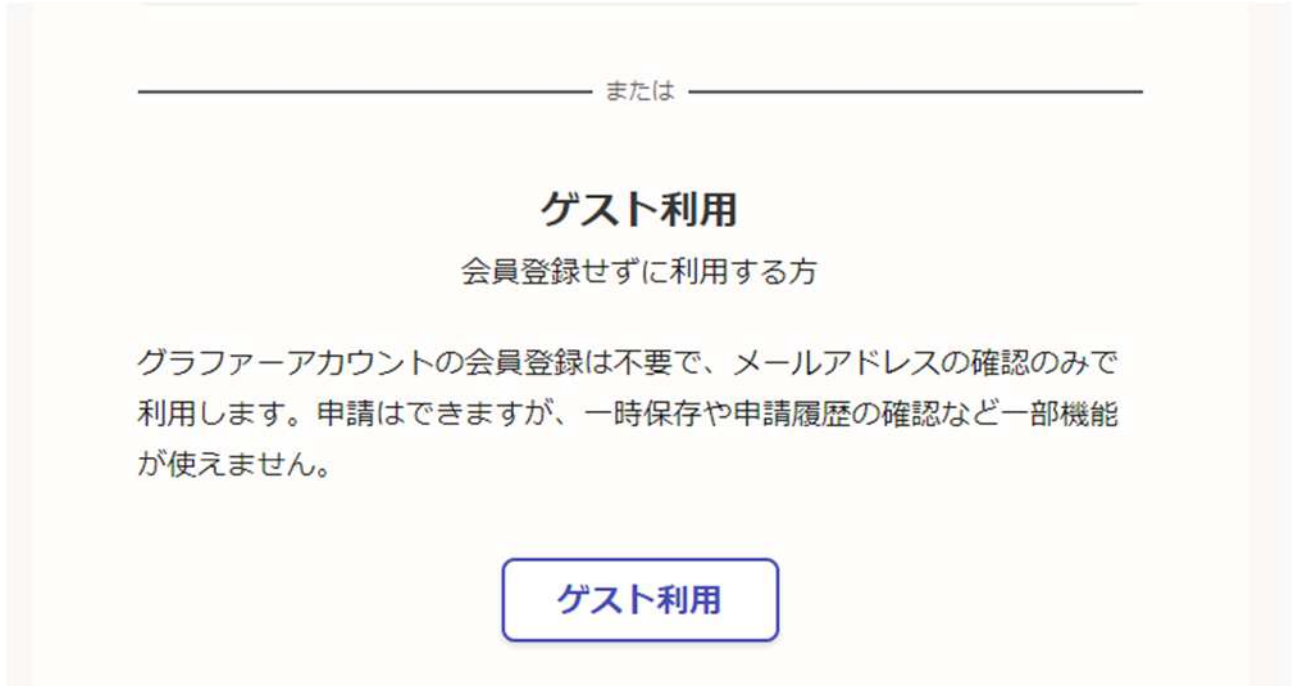 または
ゲスト利用
会員登録せずに利用する方
グラファーアカウントの会員登録は不要で、メールアドレスの確認のみで
利用します。申請はできますが、一時保存や申請履歴の確認など一部機能
が使えません。
ゲスト利用